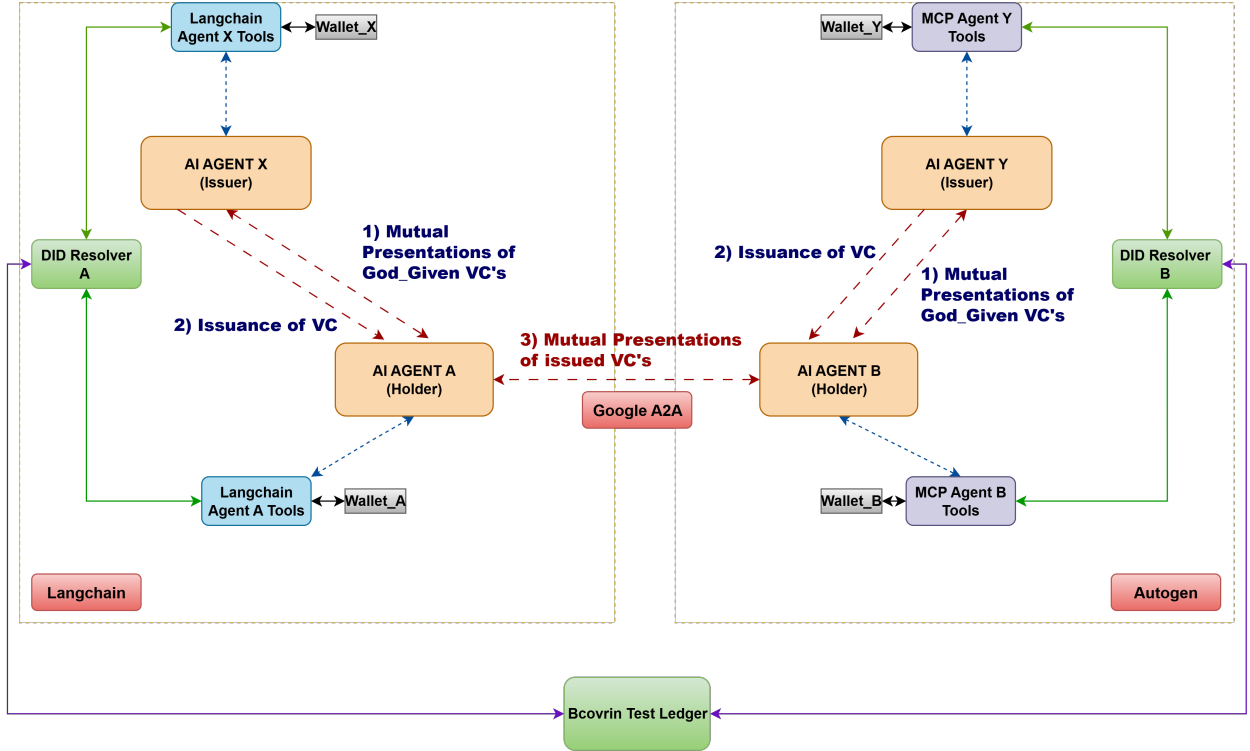 Langchain
Agent X Tools
Wallet_X
Wallet_Y
MCP Agent Y
Tools
AI AGENT X
(Issuer)
AI AGENT Y
(Issuer)
1) Mutual
Presentations of
God_Given VC's
2) Issuance of VC
DID Resolver
A
2) Issuance of VC
1) Mutual
Presentations of
God_Given VC's
DID Resolver
B
3) Mutual Presentations
of issued VC's
AI AGENT A
(Holder)
AI AGENT B
(Holder)
Google A2A
Langchain
Agent A Tools
Wallet_A
Wallet_B
MCP Agent B
Tools
Langchain
Autogen
Bcovrin Test Ledger